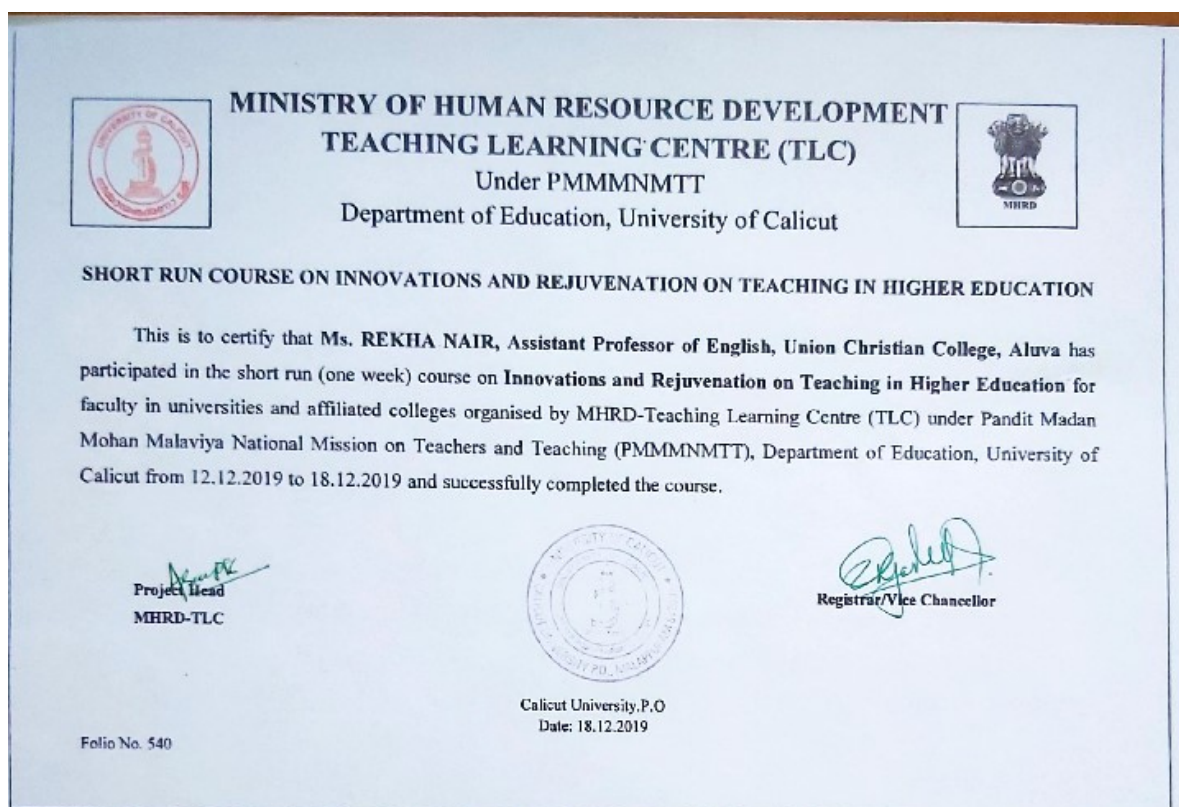 MINISTRY OF HUMAN RESOURCE DEVELOPMENT
TEACHING LEARNING CENTRE (TLC)
Under PMMMNMTT
Department of Education, University of Calicut
UNIVERSITY OF CALICUT
MHRD
SHORT RUN COURSE ON INNOVATIONS AND REJUVENATION ON TEACHING IN HIGHER EDUCATION
This is to certify that Ms. REKHA NAIR, Assistant Professor of English, Union Christian College, Aluva has
participated in the short run (one week) course on Innovations and Rejuvenation on Teaching in Higher Education for
faculty in universities and affiliated colleges organised by MHRD-Teaching Learning Centre (TLC) under Pandit Madan
Mohan Malaviya National Mission on Teachers and Teaching (PMMMNMTT), Department of Education, University of
Calicut from 12.12.2019 to 18.12.2019 and successfully completed the course.
Project Head
MHRD-TLC
Registrar/Vice Chancellor
Calicut University.P.O
Date: 18.12.2019
Folio No. 540